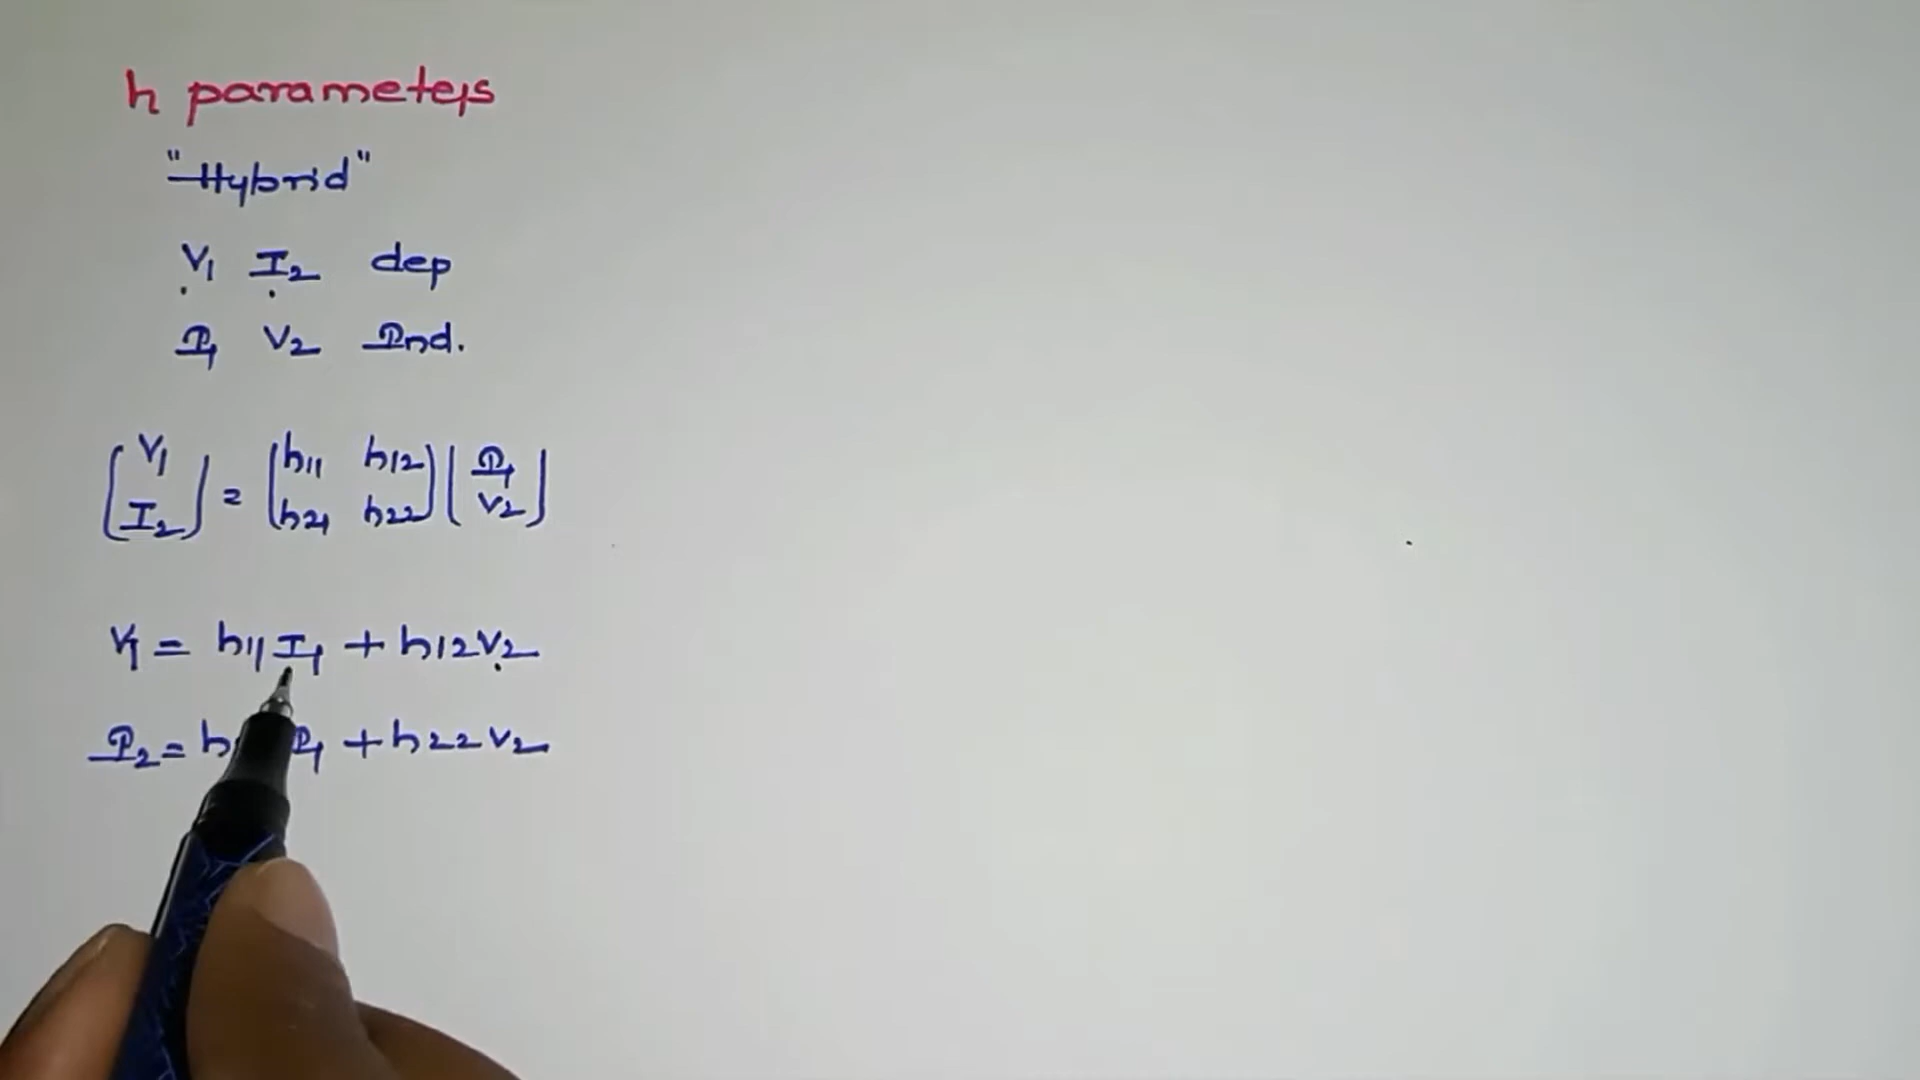 h parameters
"Hybrid"
V1 I2 dep
I1 V2 Ind.
[V1 I2] = [h11 h12 h21 h22] [I1 V2]
V1 = h11 I1 + h12 V2
I2 = h I1 + h22 V2